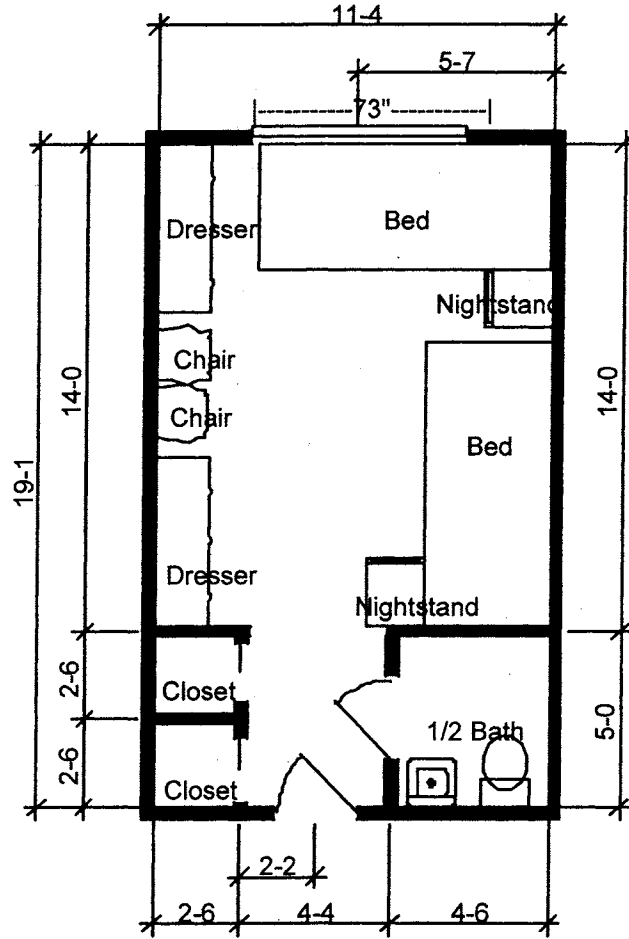 11-4
5-7
73"
Dresser
Bed
Nightstand
Chair
14-0
14-0
Chair
Bed
19-1
Dresser
Nightstand
2-6
Closet
5-0
1/2 Bath
2-6
Closet
2-2
2-6
4-4
4-6